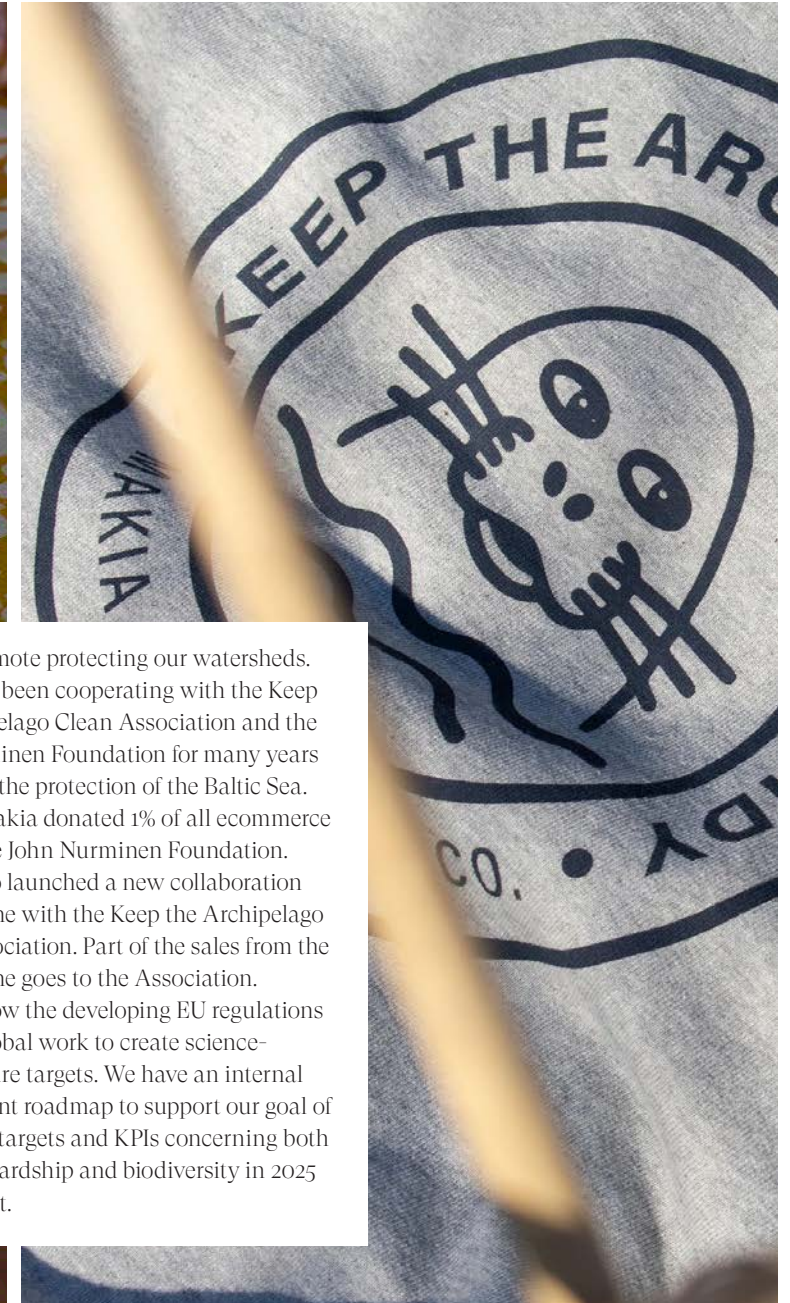 KEEP THE ARC
AKIA
CO. •
DY
mote protecting our watersheds.
been cooperating with the Keep
elago Clean Association and the
inen Foundation for many years
the protection of the Baltic Sea.
akia donated 1% of all ecommerce
e John Nurminen Foundation.
o launched a new collaboration
ne with the Keep the Archipelago
ociation. Part of the sales from the
ne goes to the Association.
ow the developing EU regulations
obal work to create science-
re targets. We have an internal
nt roadmap to support our goal of
targets and KPIs concerning both
ardship and biodiversity in 2025
t.